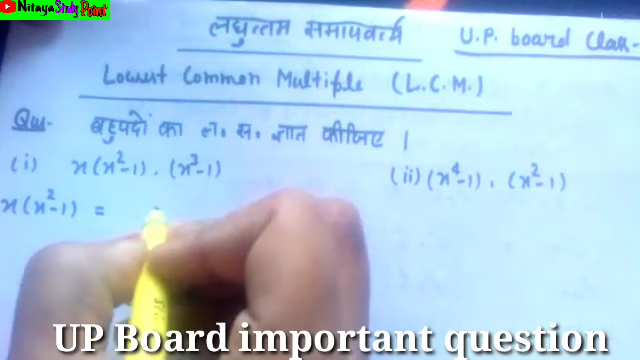 Nitaya Study Point
लघुत्तम समापवर्त्य U.P. board Class-
Lowest Common Multiple (L.C.M.)
Ques- बहुपदों का ल. स. ज्ञात कीजिए ।
(i) x(x²-1), (x³-1) (ii) (x⁴-1), (x²-1)
x(x²-1) =
UP Board important question